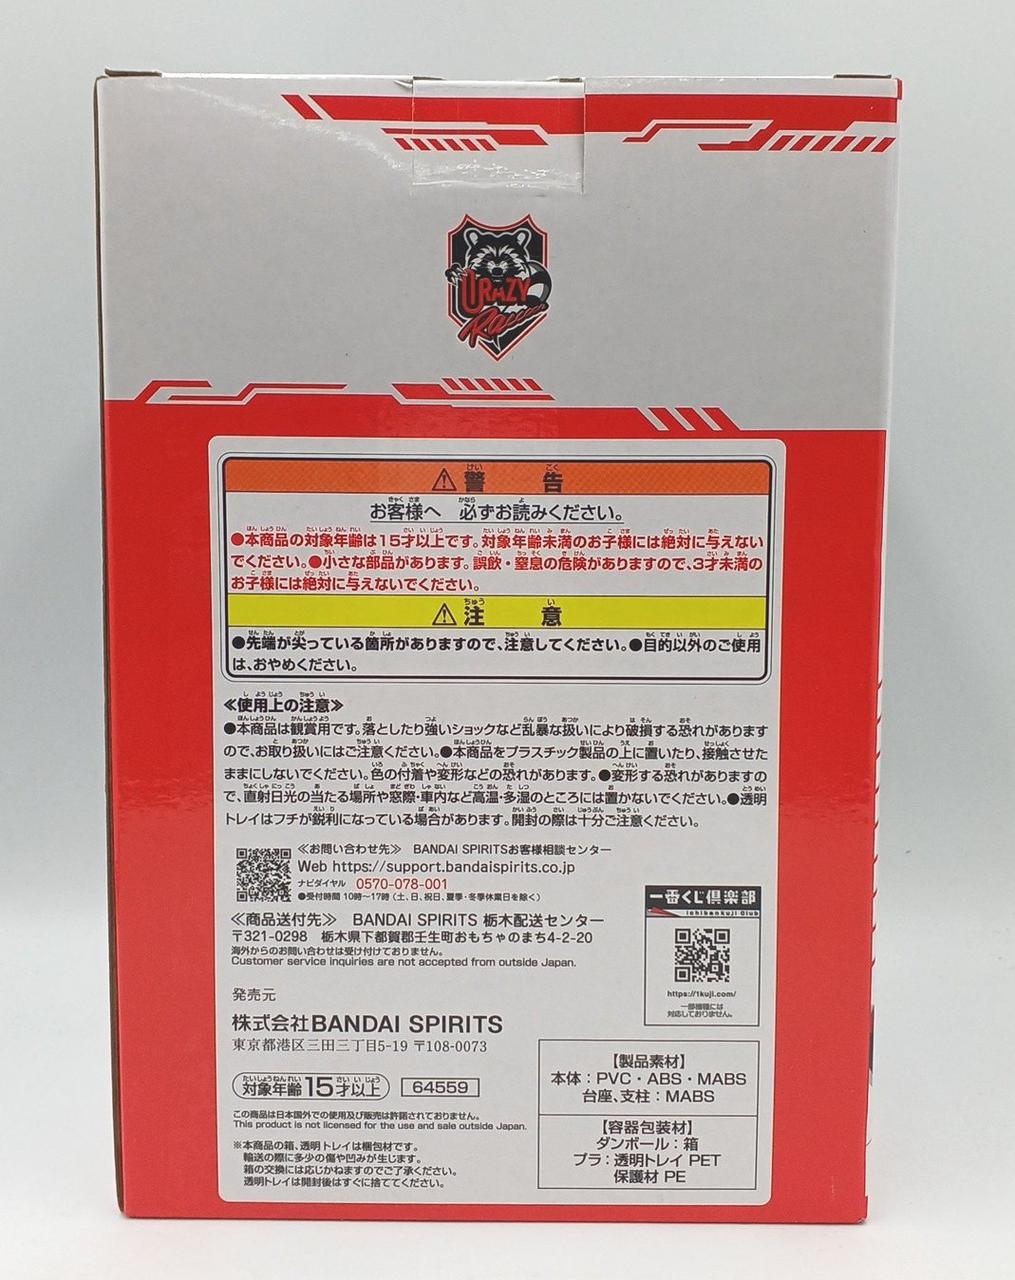 CRAZY
Raccoon
警告
お客様へ 必ずお読みください。
●本商品の対象年齢は15才以上です。対象年齢未満のお子様には絶対に与えない
でください。●小さな部品があります。誤飲・窒息の危険がありますので、3才未満の
お子様には絶対に与えないでください。
注意
●先端が尖っている箇所がありますので、注意してください。●目的以外のご使用
は、おやめください。
≪使用上の注意≫
●本商品は観賞用です。落としたり強いショックなど乱暴な扱いにより破損する恐れがあります
ので、お取り扱いにはご注意ください。●本商品をプラスチック製品の上に置いたり、接触させた
ままにしないでください。色の付着や変形などの恐れがあります。●変形する恐れがありますの
で、直射日光の当たる場所や窓際・車内など高温・多湿のところには置かないでください。●透明
トレイはフチが鋭利になっている場合があります。開封の際は十分ご注意ください。
≪お問い合わせ先≫ BANDAI SPIRITSお客様相談センター
Web https://support.bandaispirits.co.jp
ナビダイヤル 0570-078-001
●受付時間 10時〜17時（土、日、祝日、夏季・冬季休業日を除く）
≪商品送付先≫ BANDAI SPIRITS 栃木配送センター
〒321-0298 栃木県下都賀郡壬生町おもちゃのまち4-2-20
海外からのお問い合わせは受け付けておりません。
Customer service inquiries are not accepted from outside Japan.
一番くじ倶楽部
ichibankuji Club
https://1kuji.com/
一部機種には
対応しておりません。
発売元
株式会社BANDAI SPIRITS
東京都港区三田三丁目5-19 〒108-0073
対象年齢15才以上
64559
この商品は日本国外での使用及び販売は許諾されておりません。
This product is not licensed for the use and sale outside Japan.
※本商品の箱、透明トレイは梱包材です。
輸送の際に多少の傷や凹みが生じます。
箱の交換には応じかねますのでご了承ください。
透明トレイは開封後はすぐに捨ててください。
【製品素材】
本体：PVC・ABS・MABS
台座、支柱：MABS
【容器包装材】
ダンボール：箱
プラ：透明トレイ PET
保護材 PE